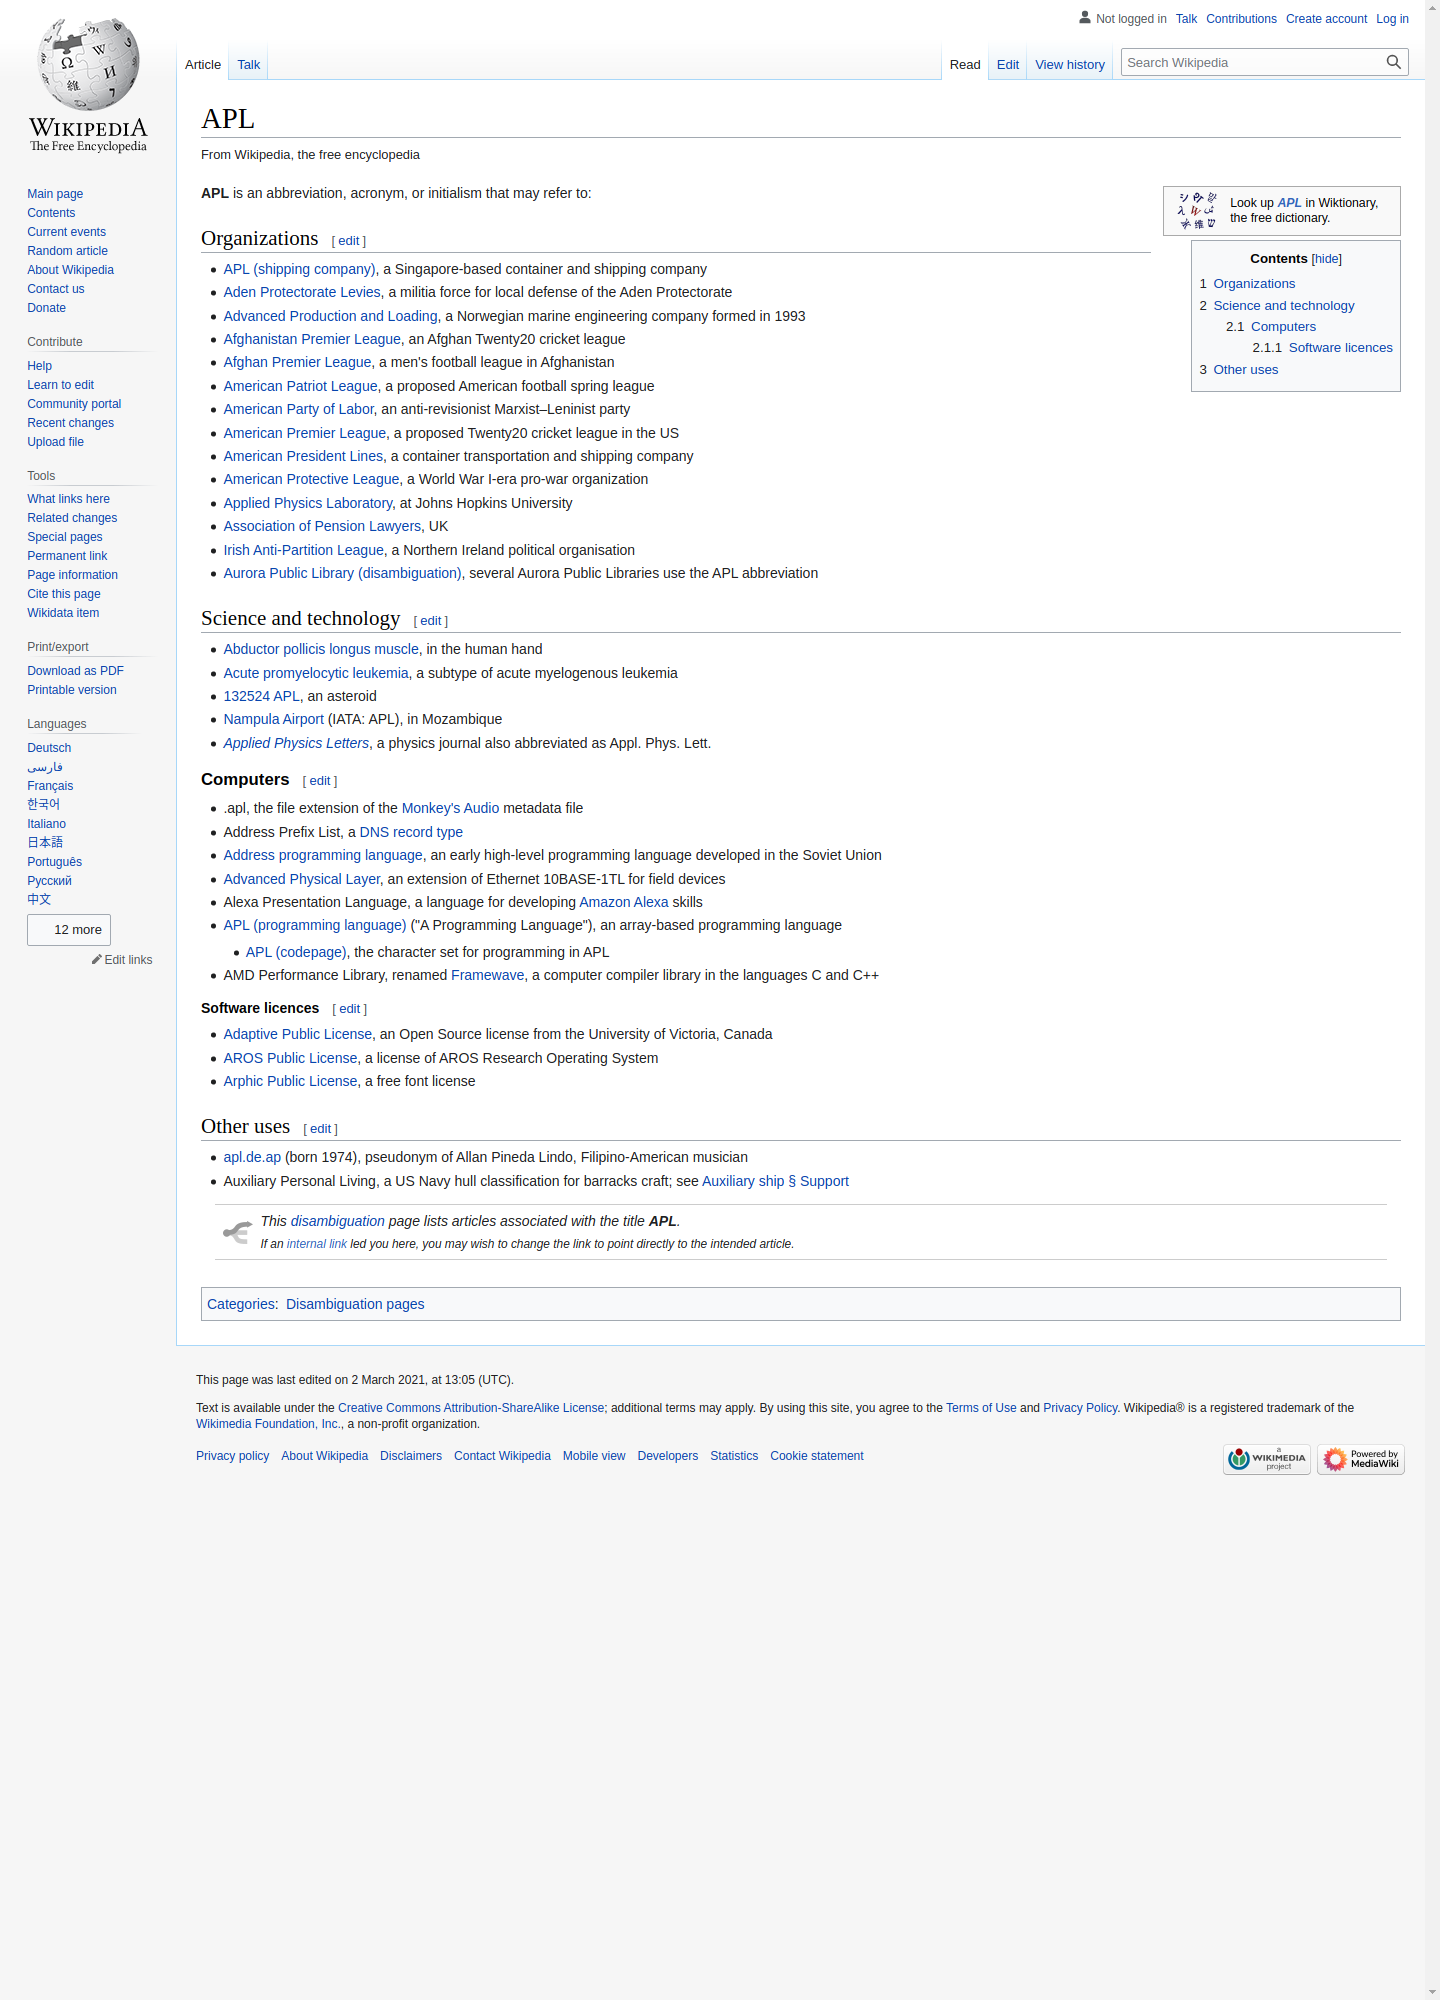 Not logged in Talk Contributions Create account Log in
Article Talk Read Edit View history Search Wikipedia
WIKIPEDIA
The Free Encyclopedia
Main page
Contents
Current events
Random article
About Wikipedia
Contact us
Donate
Contribute
Help
Learn to edit
Community portal
Recent changes
Upload file
Tools
What links here
Related changes
Special pages
Permanent link
Page information
Cite this page
Wikidata item
Print/export
Download as PDF
Printable version
Languages
Deutsch
فارسی
Français
한국어
Italiano
日本語
Português
Русский
中文
12 more
Edit links
APL
From Wikipedia, the free encyclopedia
APL is an abbreviation, acronym, or initialism that may refer to:
Look up APL in Wiktionary,
the free dictionary.
Contents [hide]
1 Organizations
2 Science and technology
2.1 Computers
2.1.1 Software licences
3 Other uses
Organizations [ edit ]
APL (shipping company), a Singapore-based container and shipping company
Aden Protectorate Levies, a militia force for local defense of the Aden Protectorate
Advanced Production and Loading, a Norwegian marine engineering company formed in 1993
Afghanistan Premier League, an Afghan Twenty20 cricket league
Afghan Premier League, a men's football league in Afghanistan
American Patriot League, a proposed American football spring league
American Party of Labor, an anti-revisionist Marxist–Leninist party
American Premier League, a proposed Twenty20 cricket league in the US
American President Lines, a container transportation and shipping company
American Protective League, a World War I-era pro-war organization
Applied Physics Laboratory, at Johns Hopkins University
Association of Pension Lawyers, UK
Irish Anti-Partition League, a Northern Ireland political organisation
Aurora Public Library (disambiguation), several Aurora Public Libraries use the APL abbreviation
Science and technology [ edit ]
Abductor pollicis longus muscle, in the human hand
Acute promyelocytic leukemia, a subtype of acute myelogenous leukemia
132524 APL, an asteroid
Nampula Airport (IATA: APL), in Mozambique
Applied Physics Letters, a physics journal also abbreviated as Appl. Phys. Lett.
Computers [ edit ]
.apl, the file extension of the Monkey's Audio metadata file
Address Prefix List, a DNS record type
Address programming language, an early high-level programming language developed in the Soviet Union
Advanced Physical Layer, an extension of Ethernet 10BASE-1TL for field devices
Alexa Presentation Language, a language for developing Amazon Alexa skills
APL (programming language) ("A Programming Language"), an array-based programming language
APL (codepage), the character set for programming in APL
AMD Performance Library, renamed Framewave, a computer compiler library in the languages C and C++
Software licences [ edit ]
Adaptive Public License, an Open Source license from the University of Victoria, Canada
AROS Public License, a license of AROS Research Operating System
Arphic Public License, a free font license
Other uses [ edit ]
apl.de.ap (born 1974), pseudonym of Allan Pineda Lindo, Filipino-American musician
Auxiliary Personal Living, a US Navy hull classification for barracks craft; see Auxiliary ship § Support
This disambiguation page lists articles associated with the title APL.
If an internal link led you here, you may wish to change the link to point directly to the intended article.
Categories: Disambiguation pages
This page was last edited on 2 March 2021, at 13:05 (UTC).
Text is available under the Creative Commons Attribution-ShareAlike License; additional terms may apply. By using this site, you agree to the Terms of Use and Privacy Policy. Wikipedia® is a registered trademark of the
Wikimedia Foundation, Inc., a non-profit organization.
Privacy policy About Wikipedia Disclaimers Contact Wikipedia Mobile view Developers Statistics Cookie statement
a
WIKIMEDIA
project
Powered by
MediaWiki